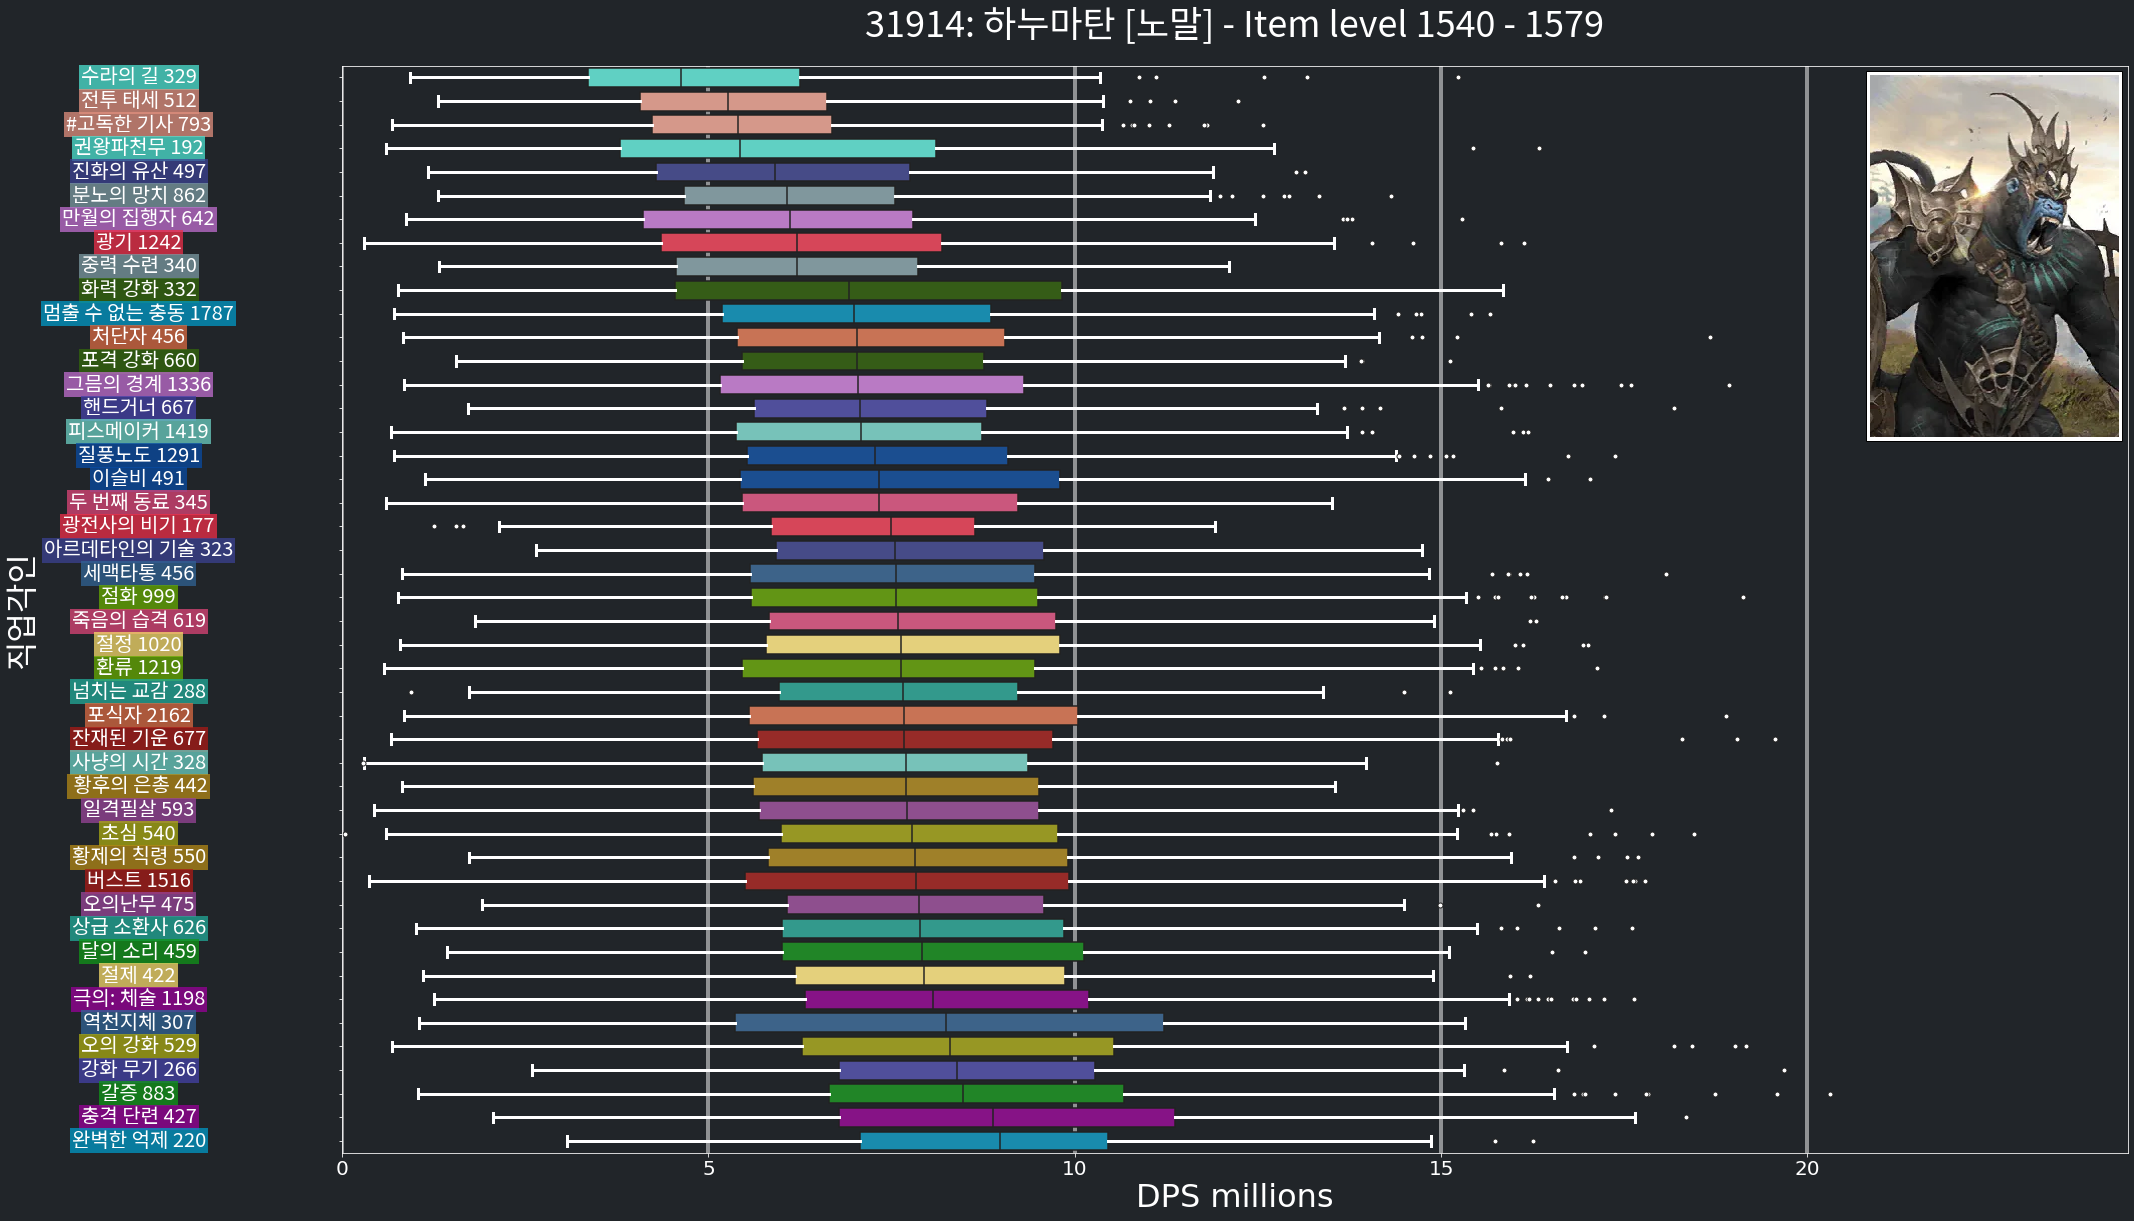 31914: 하누마탄 [노말] - Item level 1540 - 1579
수라의 길 329
전투 태세 512
#고독한 기사 793
권왕파천무 192
진화의 유산 497
분노의 망치 862
만월의 집행자 642
광기 1242
중력 수련 340
화력 강화 332
멈출 수 없는 충동 1787
처단자 456
포격 강화 660
그믐의 경계 1336
핸드거너 667
피스메이커 1419
질풍노도 1291
이슬비 491
두 번째 동료 345
광전사의 비기 177
아르데타인의 기술 323
세맥타통 456
점화 999
죽음의 습격 619
절정 1020
환류 1219
넘치는 교감 288
포식자 2162
잔재된 기운 677
사냥의 시간 328
황후의 은총 442
일격필살 593
초심 540
황제의 칙령 550
버스트 1516
오의난무 475
상급 소환사 626
달의 소리 459
절제 422
극의: 체술 1198
역천지체 307
오의 강화 529
강화 무기 266
갈증 883
충격 단련 427
완벽한 억제 220
직업각인
0 5 10 15 20
DPS millions